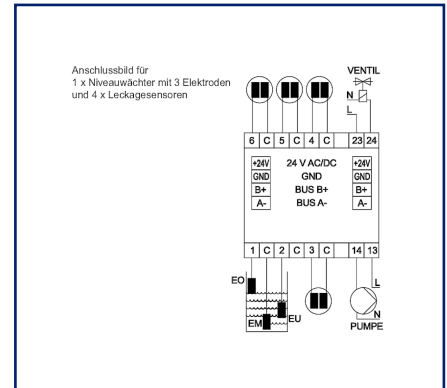 Anschlussbild für
1 x Niveauwächter mit 3 Elektroden
und 4 x Leckagesensoren
VENTIL
N
L
6 C 5 C 4 C 23 24
+24V 24 V AC/DC +24V
GND GND GND
B+ BUS B+ B+
A- BUS A- A-
1 C 2 C 3 C 14 13
EO
EM
EU
L
N
PUMPE